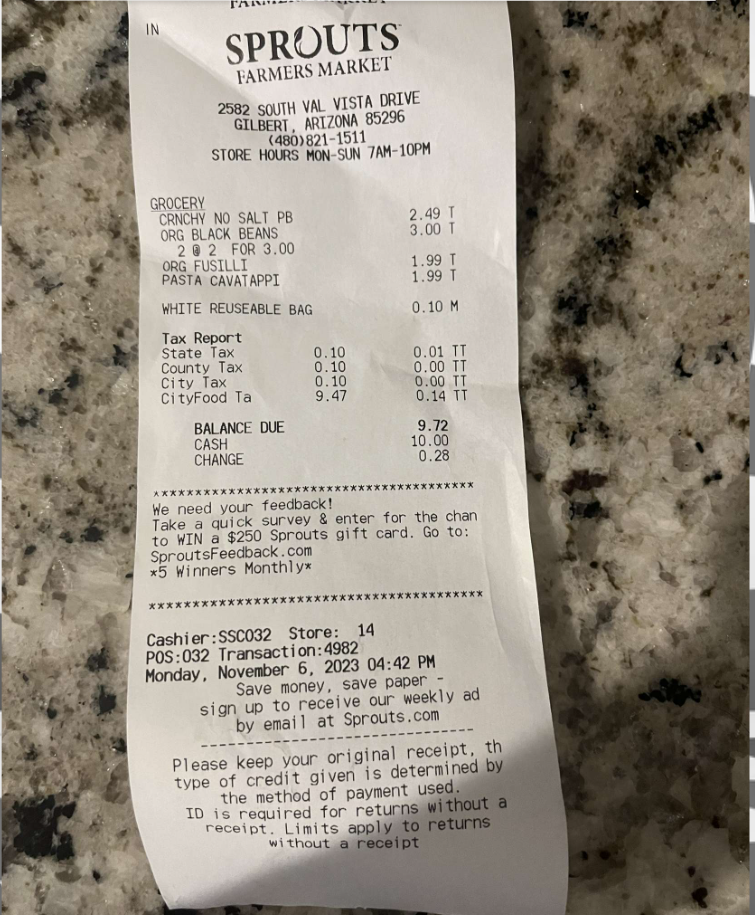 IN
SPROUTS
FARMERS MARKET
2582 SOUTH VAL VISTA DRIVE
GILBERT, ARIZONA 85296
(480)821-1511
STORE HOURS MON-SUN 7AM-10PM
GROCERY
CRNCHY NO SALT PB 2.49 T
ORG BLACK BEANS 3.00 T
2 @ 2 FOR 3.00
ORG FUSILLI 1.99 T
PASTA CAVATAPPI 1.99 T
WHITE REUSEABLE BAG 0.10 M
Tax Report
State Tax 0.10 0.01 TT
County Tax 0.10 0.00 TT
City Tax 0.10 0.00 TT
CityFood Ta 9.47 0.14 TT
BALANCE DUE 9.72
CASH 10.00
CHANGE 0.28
******************************************
We need your feedback!
Take a quick survey & enter for the chan
to WIN a $250 Sprouts gift card. Go to:
SproutsFeedback.com
*5 Winners Monthly*
******************************************
Cashier:SSC032 Store: 14
POS:032 Transaction:4982
Monday, November 6, 2023 04:42 PM
Save money, save paper -
sign up to receive our weekly ad
by email at Sprouts.com
--------------------------------
Please keep your original receipt, th
type of credit given is determined by
the method of payment used.
ID is required for returns without a
receipt. Limits apply to returns
without a receipt